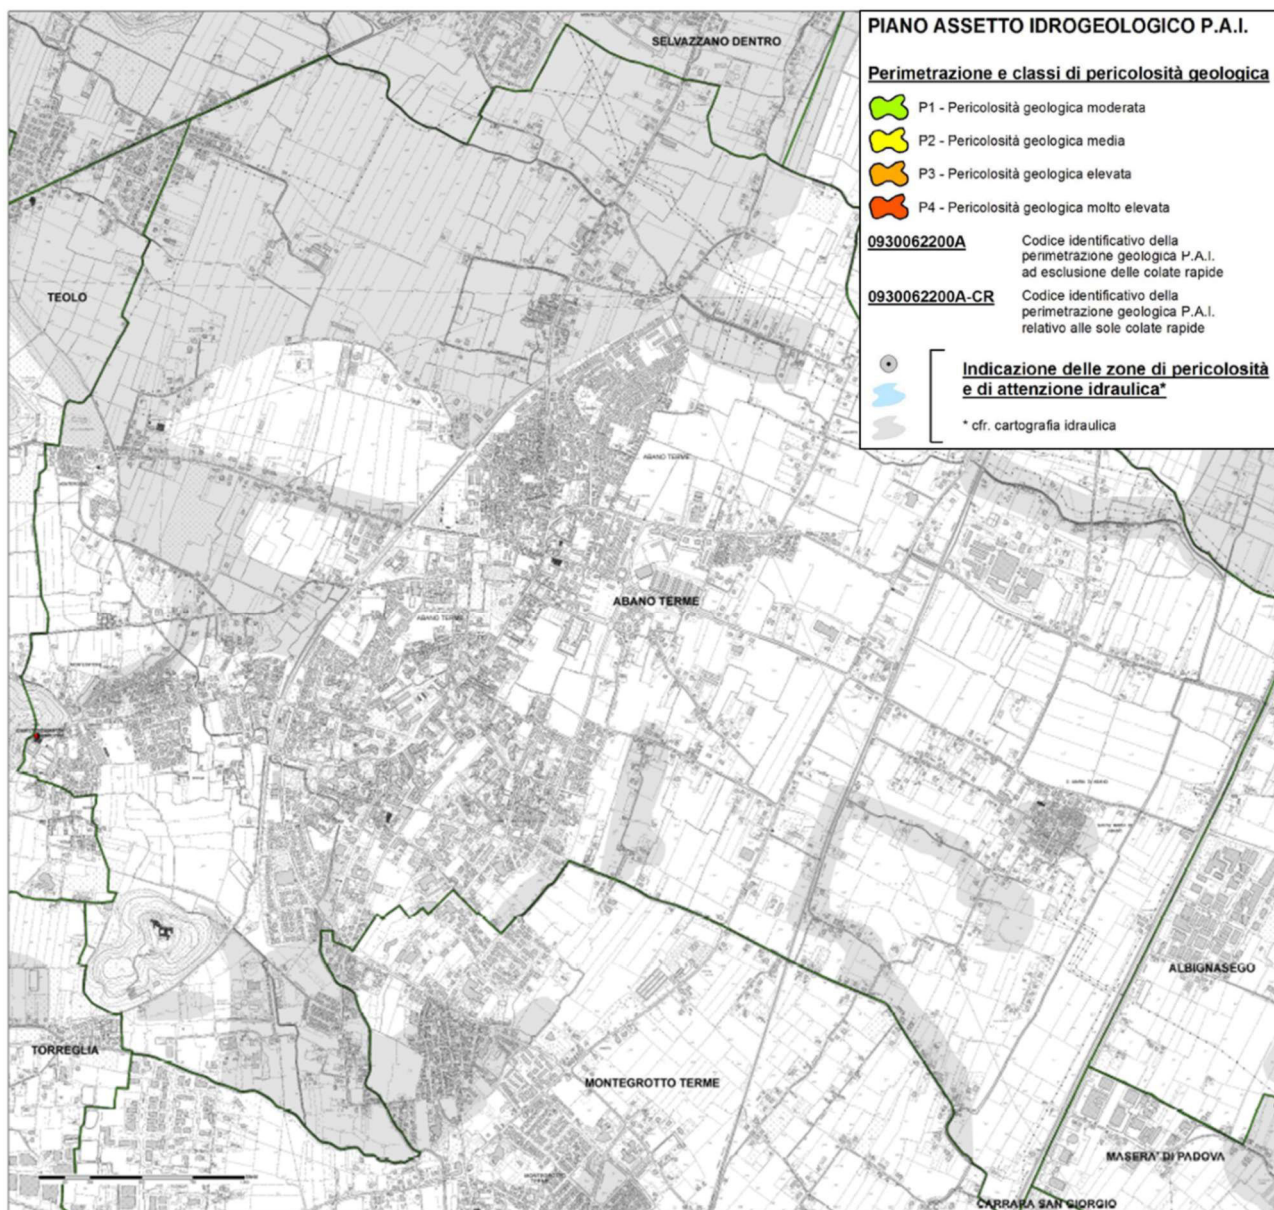 PIANO ASSETTO IDROGEOLOGICO P.A.I.
Perimetrazione e classi di pericolosità geologica
P1 - Pericolosità geologica moderata
P2 - Pericolosità geologica media
P3 - Pericolosità geologica elevata
P4 - Pericolosità geologica molto elevata
0930062200A
Codice identificativo della
perimetrazione geologica P.A.I.
ad esclusione delle colate rapide
0930062200A-CR
Codice identificativo della
perimetrazione geologica P.A.I.
relativo alle sole colate rapide
Indicazione delle zone di pericolosità
e di attenzione idraulica*
* cfr. cartografia idraulica
SELVAZZANO DENTRO
TEOLO
ABANO TERME
ABANO TERME
ABANO TERME
ALBIGNASEGO
TORREGLIA
MONTEGROTTO TERME
MONTEGROTTO
TERME
MASERA' DI PADOVA
CARRARA SAN GIORGIO